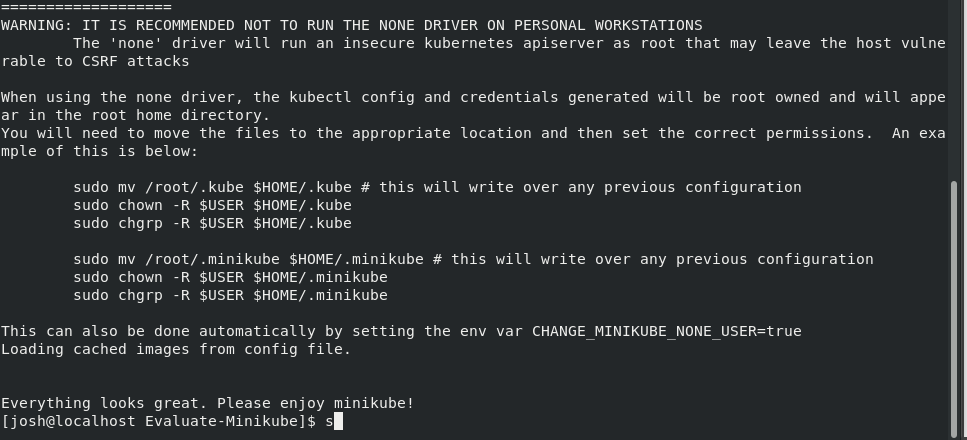 ===================
WARNING: IT IS RECOMMENDED NOT TO RUN THE NONE DRIVER ON PERSONAL WORKSTATIONS
        The 'none' driver will run an insecure kubernetes apiserver as root that may leave the host vulne
rable to CSRF attacks

When using the none driver, the kubectl config and credentials generated will be root owned and will appe
ar in the root home directory.
You will need to move the files to the appropriate location and then set the correct permissions.  An exa
mple of this is below:

        sudo mv /root/.kube $HOME/.kube # this will write over any previous configuration
        sudo chown -R $USER $HOME/.kube
        sudo chgrp -R $USER $HOME/.kube

        sudo mv /root/.minikube $HOME/.minikube # this will write over any previous configuration
        sudo chown -R $USER $HOME/.minikube
        sudo chgrp -R $USER $HOME/.minikube

This can also be done automatically by setting the env var CHANGE_MINIKUBE_NONE_USER=true
Loading cached images from config file.


Everything looks great. Please enjoy minikube!
[josh@localhost Evaluate-Minikube]$ s